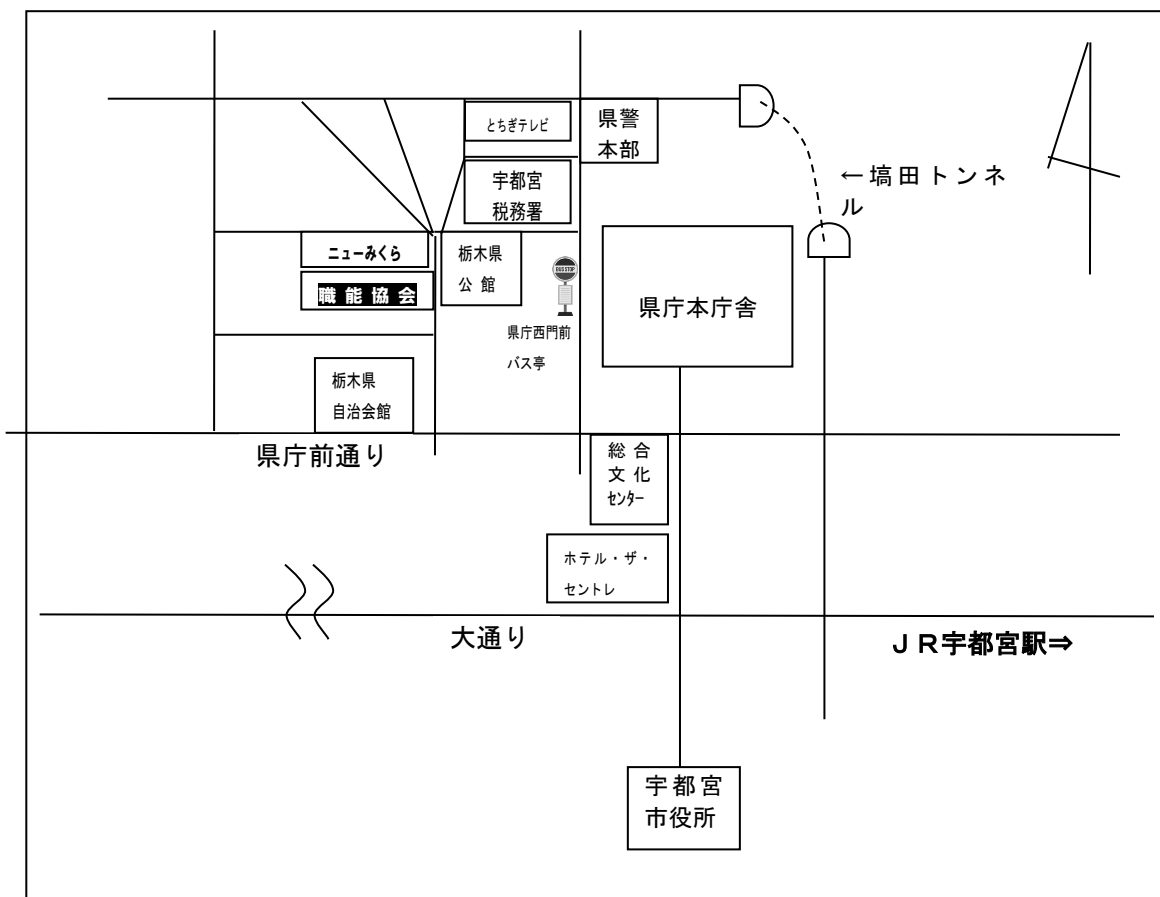 とちぎテレビ
県警
本部
宇都宮
税務署
←塙田トンネ
ル
ニューみくら
職能協会
栃木県
公館
BUS STOP
県庁西門前
バス亭
県庁本庁舎
栃木県
自治会館
県庁前通り
総合
文化
センター
ホテル・ザ・
セントレ
大通り
ＪＲ宇都宮駅⇒
宇都宮
市役所